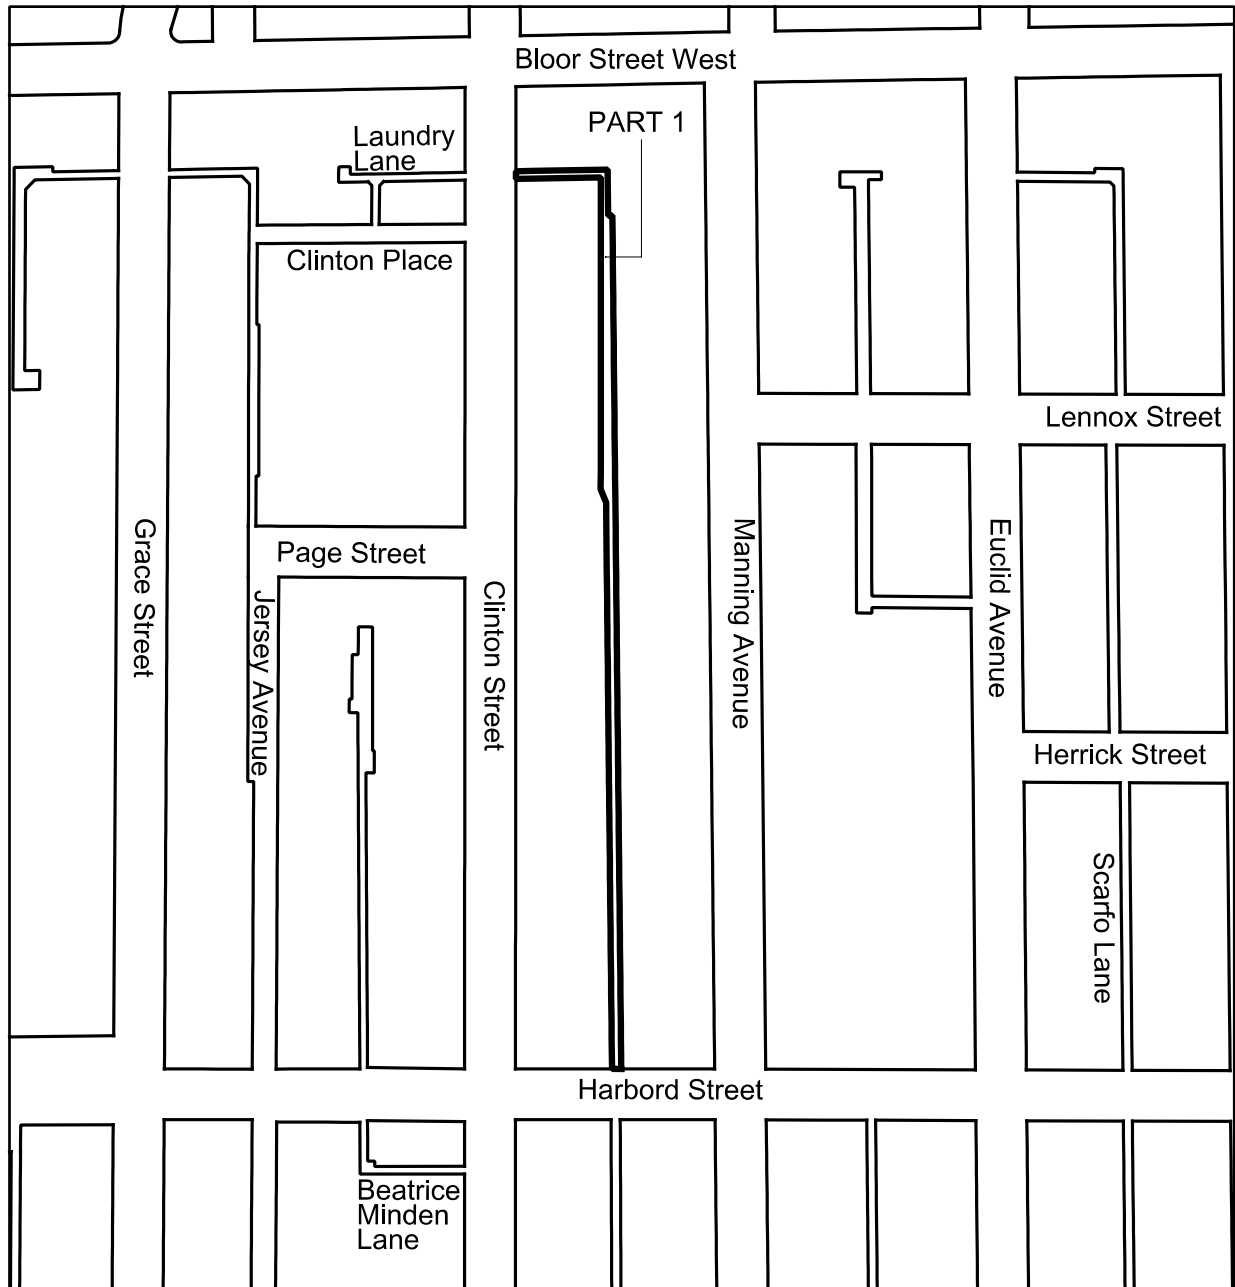 Bloor Street West
PART 1
Laundry
Lane
Clinton Place
Lennox Street
Grace Street
Page Street
Jersey Avenue
Clinton Street
Manning Avenue
Euclid Avenue
Herrick Street
Scarfo Lane
Harbord Street
Beatrice
Minden
Lane